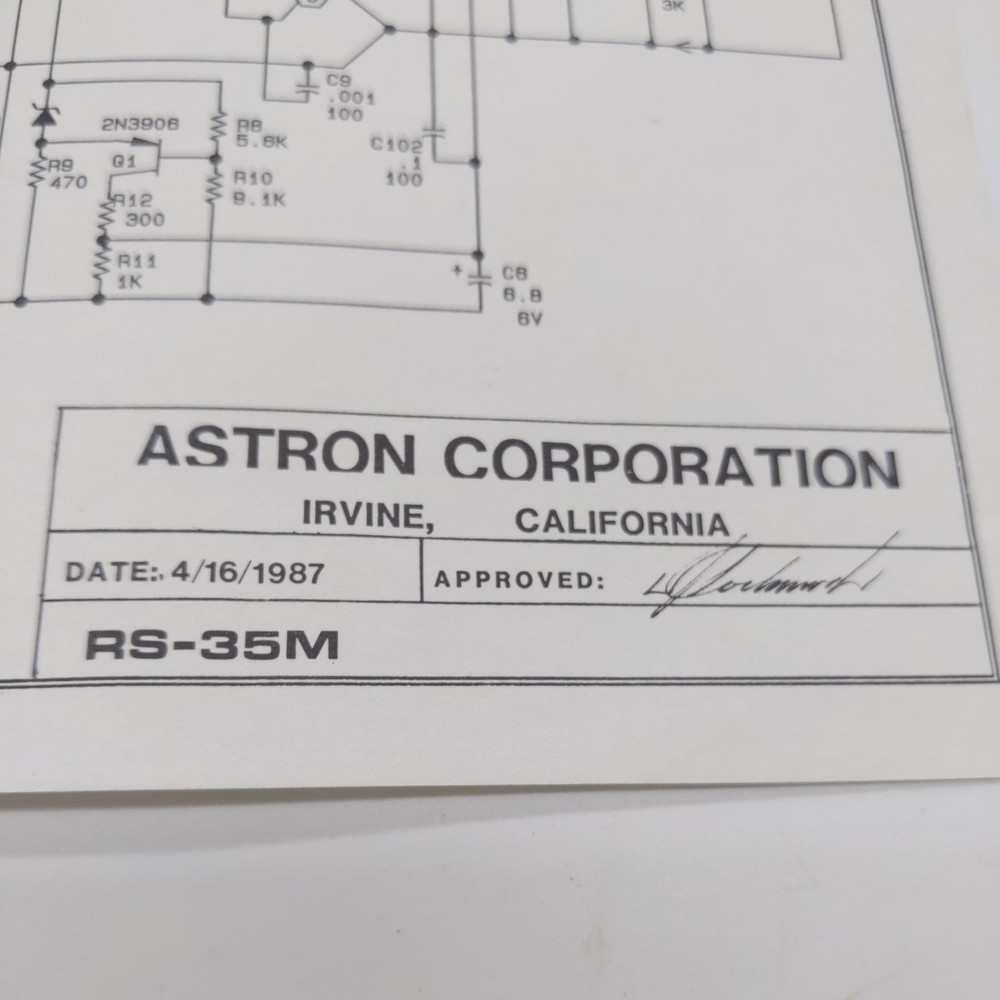 3K
C9
.001
100
2N3906
R8
5.6K
C102
.1
100
R9
470
Q1
R10
9.1K
R12
300
R11
1K
+
C8
6.8
6V
ASTRON CORPORATION
IRVINE, CALIFORNIA
DATE: 4/16/1987
APPROVED:
RS-35M